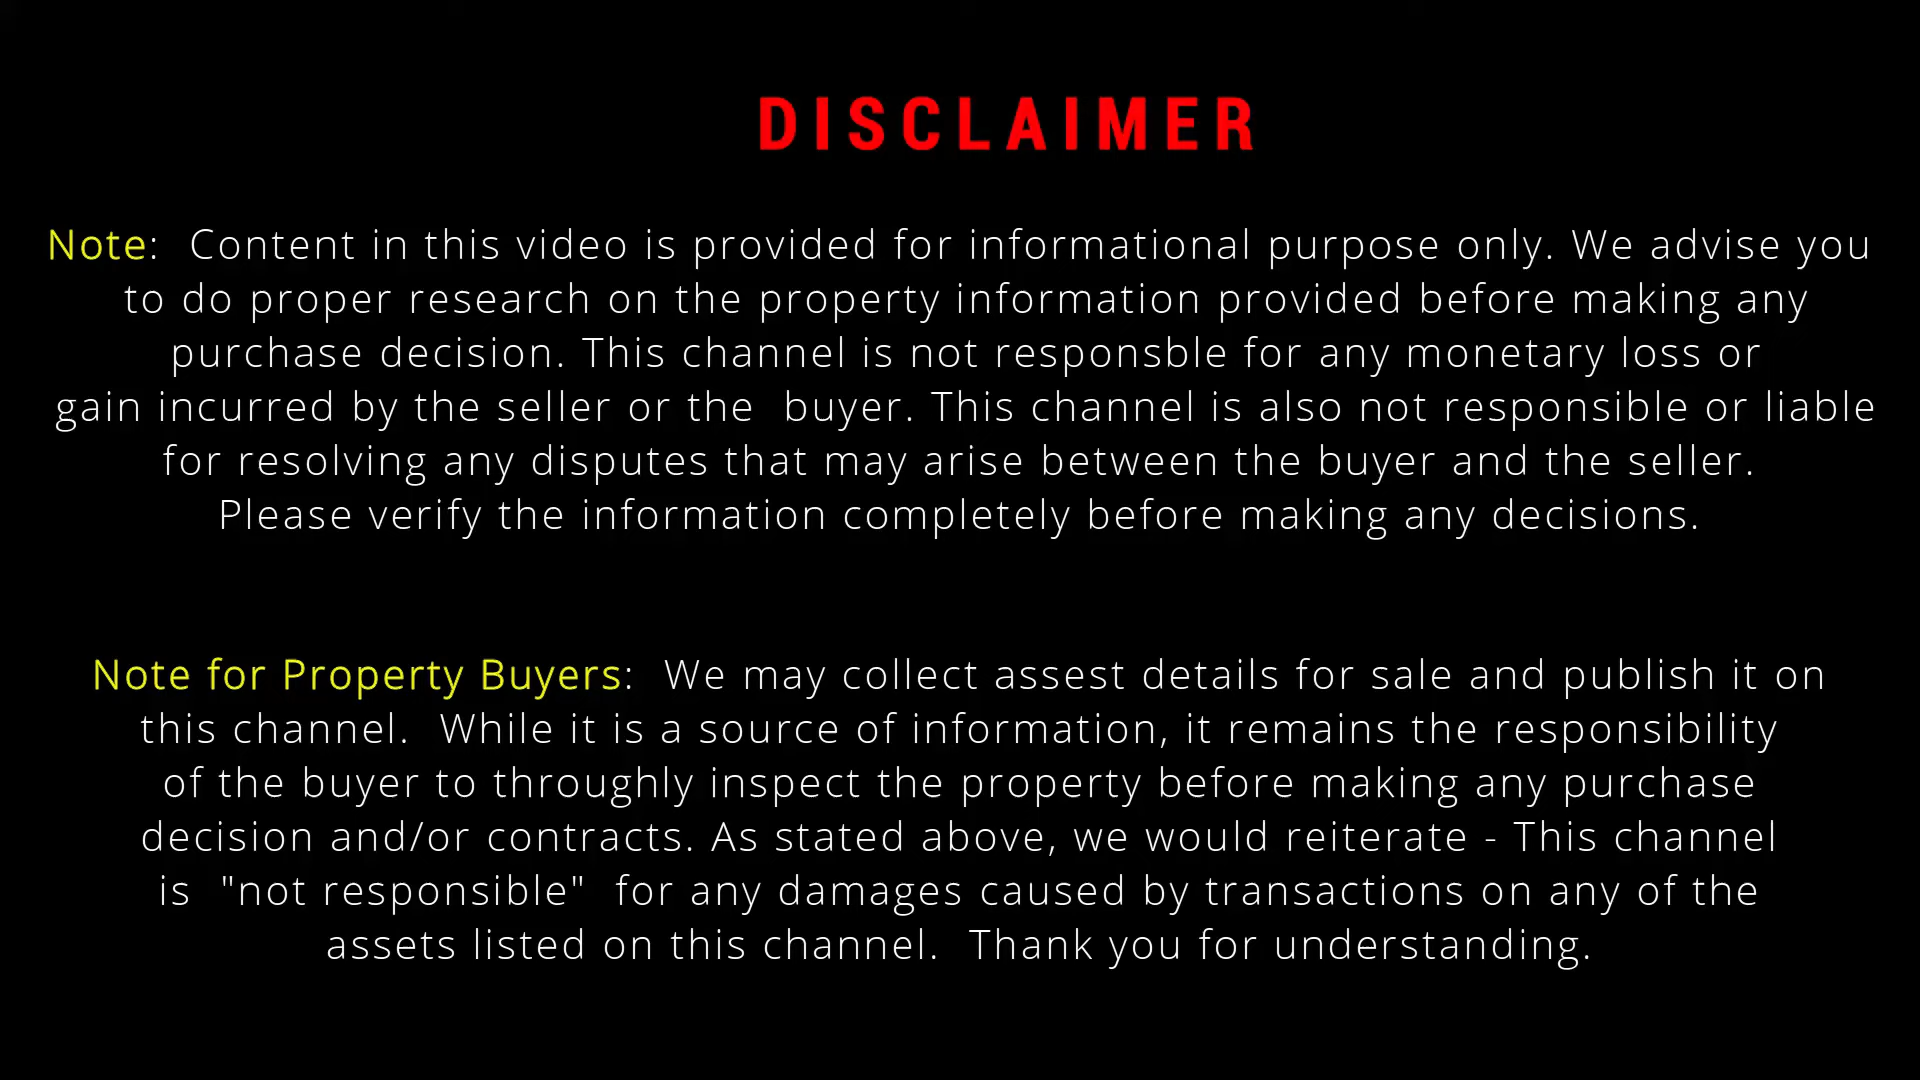 DISCLAIMER
Note:  Content in this video is provided for informational purpose only. We advise you
to do proper research on the property information provided before making any
purchase decision. This channel is not responsble for any monetary loss or
gain incurred by the seller or the  buyer. This channel is also not responsible or liable
for resolving any disputes that may arise between the buyer and the seller.
Please verify the information completely before making any decisions.
Note for Property Buyers:  We may collect assest details for sale and publish it on
this channel.  While it is a source of information, it remains the responsibility
of the buyer to throughly inspect the property before making any purchase
decision and/or contracts. As stated above, we would reiterate - This channel
is  "not responsible"  for any damages caused by transactions on any of the
assets listed on this channel.  Thank you for understanding.